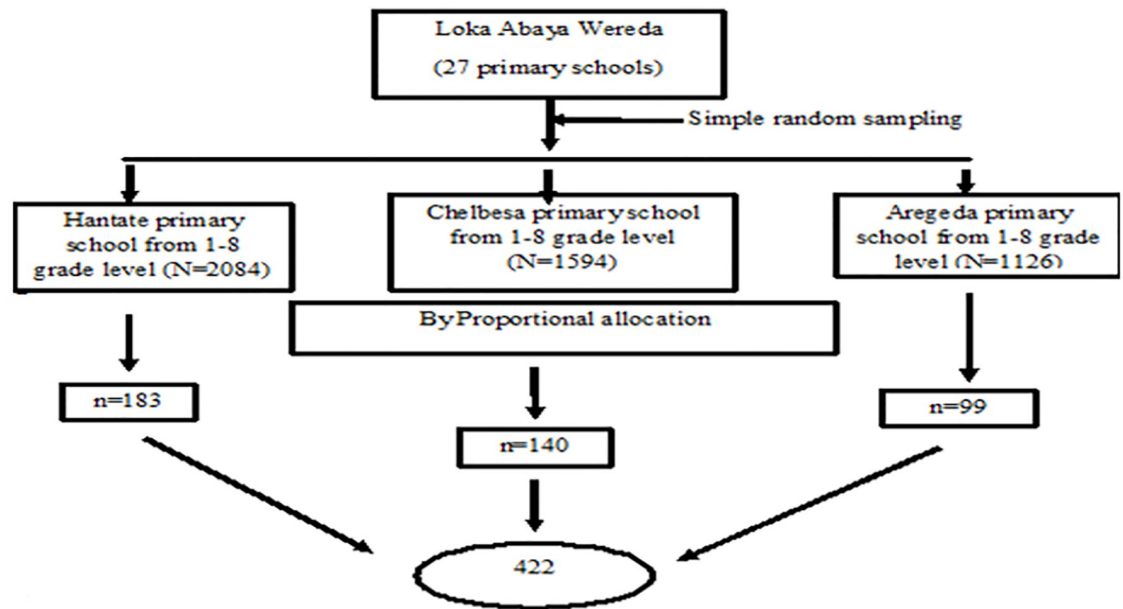 Loka Abaya Wereda
(27 primary schools)
Simple random sampling
Hantate primary
school from 1-8
grade level (N=2084)
Chelbesa primary school
from 1-8 grade level
(N=1594)
Aregeda primary
school from 1-8 grade
level (N=1126)
By Proportional allocation
n=183
n=140
n=99
422